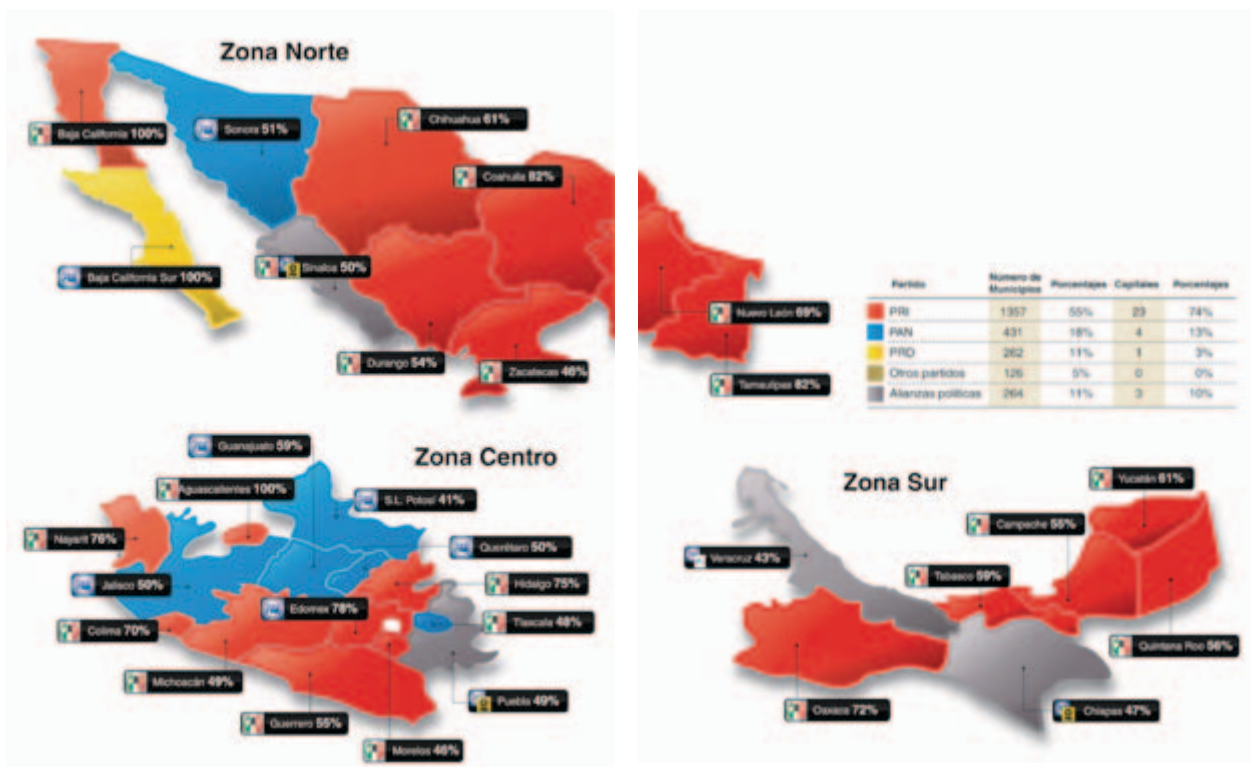 Zona Norte
Baja California 100%
Sonora 51%
Chihuahua 61%
Coahuila 82%
Baja California Sur 100%
Sinaloa 50%
Durango 54%
Zacatecas 46%
Nuevo León 69%
Tamaulipas 82%
Partido Número de Municipios Porcentajes Capitales Porcentajes
PRI 1357 55% 23 74%
PAN 431 18% 4 13%
PRD 262 11% 1 3%
Otros partidos 126 5% 0 0%
Alianzas políticas 264 11% 3 10%
Zona Centro
Guanajuato 59%
Aguascalientes 100%
S.L. Potosí 41%
Nayarit 76%
Querétaro 50%
Jalisco 50%
Hidalgo 75%
Edomex 78%
Colima 70%
Tlaxcala 48%
Michoacán 49%
Puebla 49%
Guerrero 55%
Morelos 46%
Zona Sur
Yucatán 61%
Campeche 55%
Veracruz 43%
Tabasco 59%
Quintana Roo 56%
Oaxaca 72%
Chiapas 47%